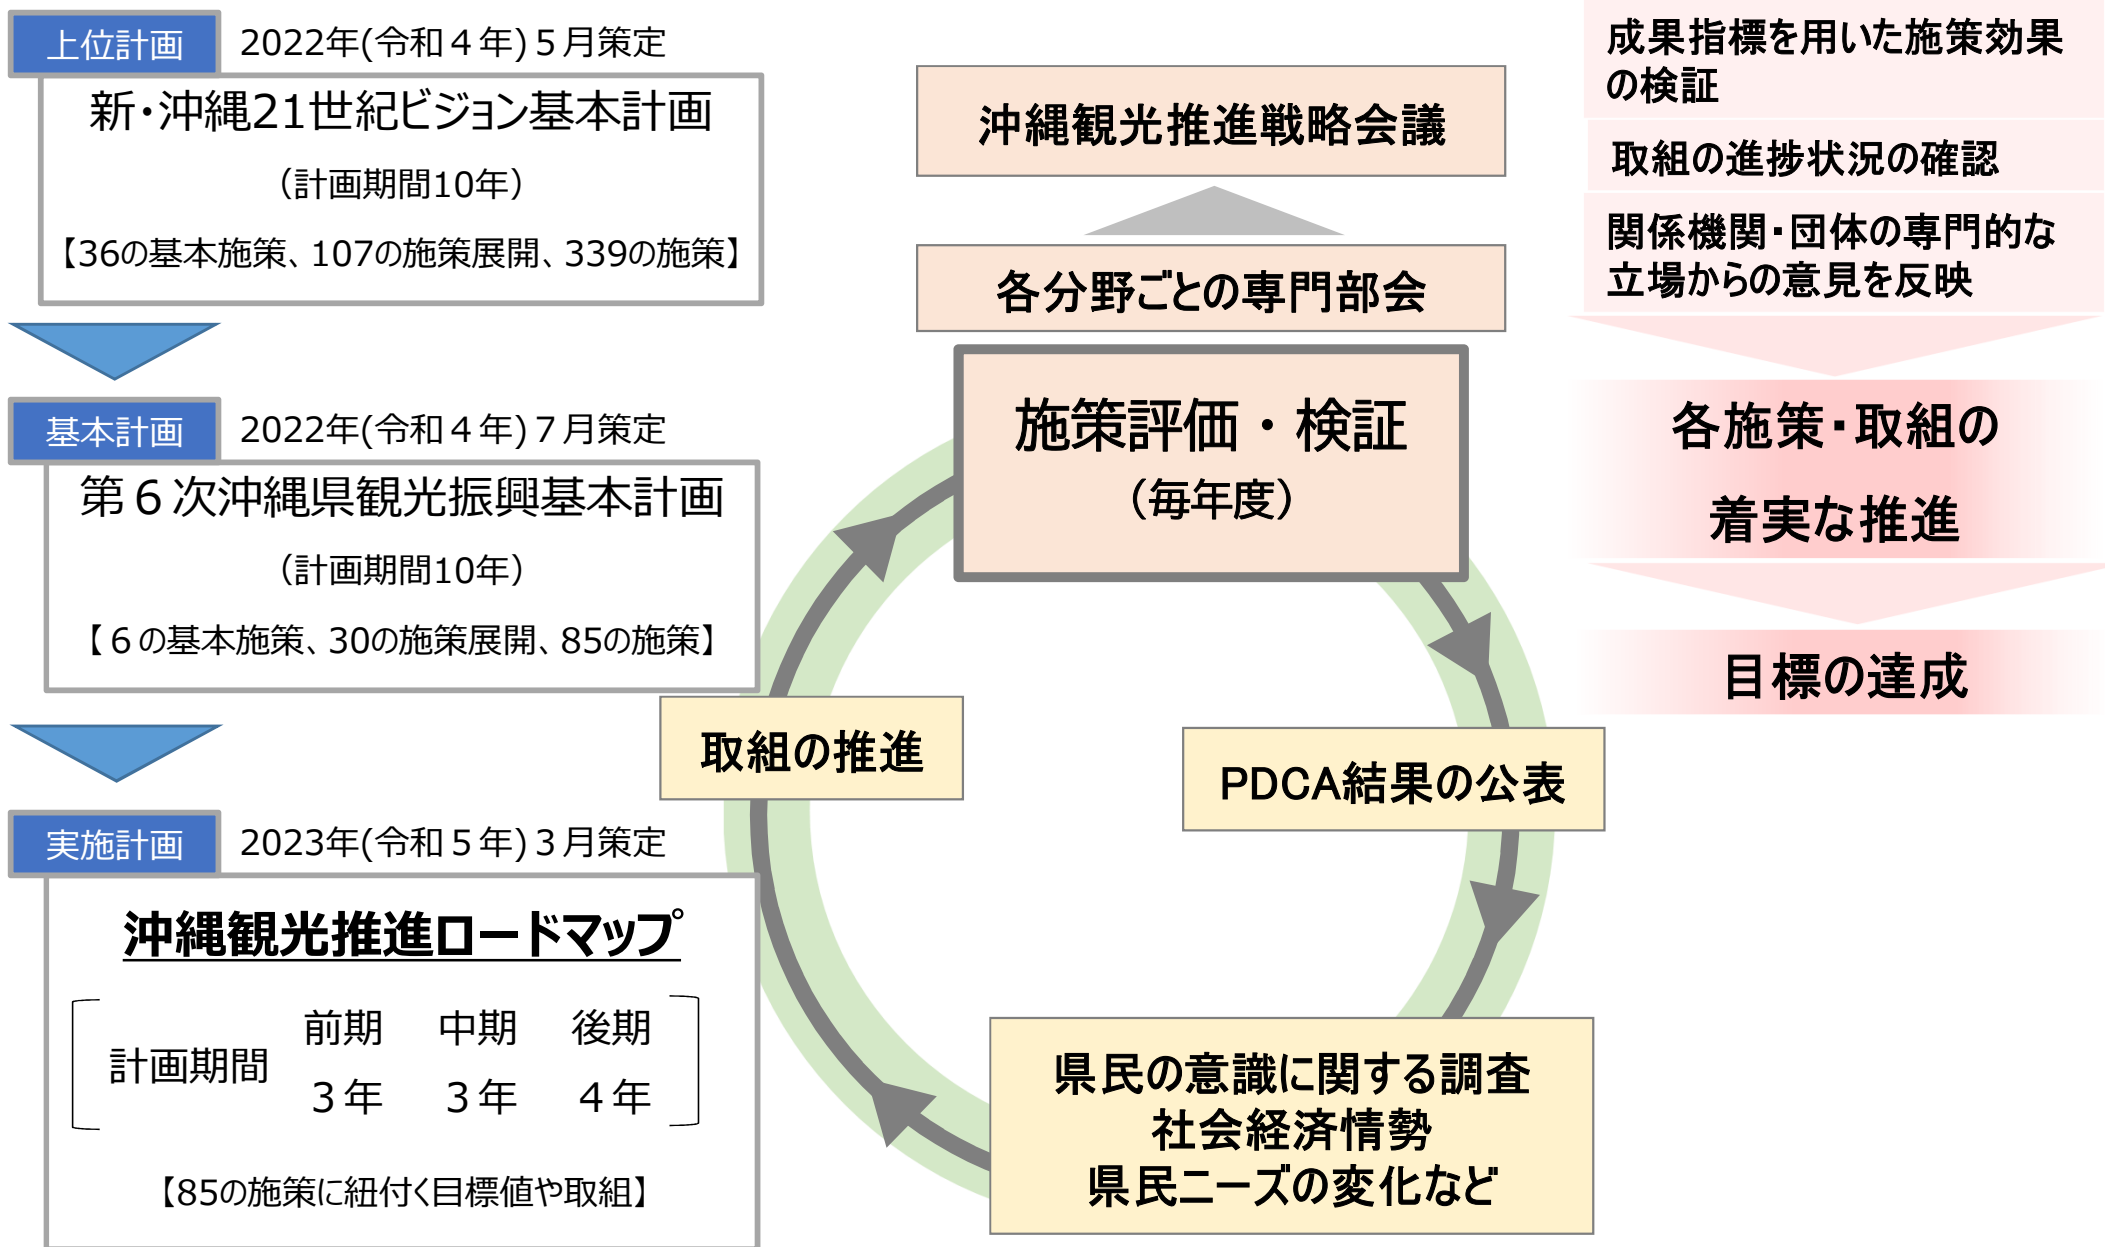 上位計画
2022年(令和４年)５月策定
新・沖縄21世紀ビジョン基本計画
（計画期間10年）
【36の基本施策、107の施策展開、339の施策】
基本計画
2022年(令和４年)７月策定
第６次沖縄県観光振興基本計画
（計画期間10年）
【６の基本施策、30の施策展開、85の施策】
実施計画
2023年(令和５年)３月策定
沖縄観光推進ロードマップ
計画期間
前期 中期 後期
３年 ３年 ４年
【85の施策に紐付く目標値や取組】
沖縄観光推進戦略会議
各分野ごとの専門部会
施策評価・検証
（毎年度）
取組の推進
PDCA結果の公表
県民の意識に関する調査
社会経済情勢
県民ニーズの変化など
成果指標を用いた施策効果
の検証
取組の進捗状況の確認
関係機関・団体の専門的な
立場からの意見を反映
各施策・取組の
着実な推進
目標の達成